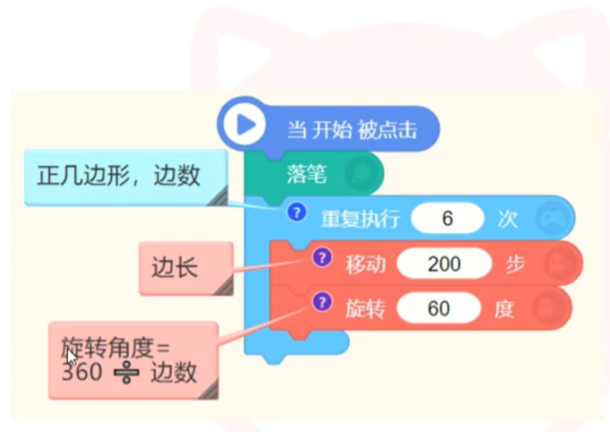 当 开始 被点击
落笔
正几边形，边数
? 重复执行 6 次
边长
? 移动 200 步
? 旋转 60 度
旋转角度=
360 ➗ 边数